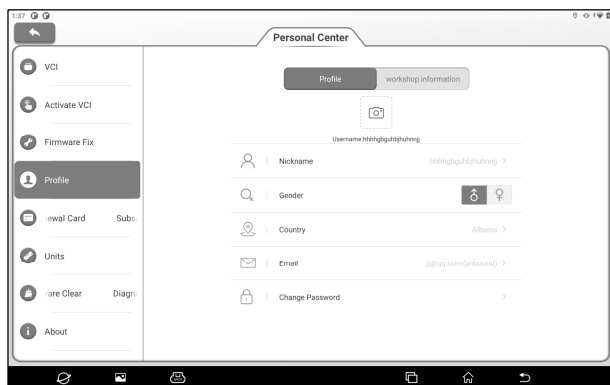 1:37
Personal Center
VCI
Activate VCI
Firmware Fix
Profile
ewal Card Subs
Units
are Clear Diagn
About
Profile
workshop information
Username:hhhhgbguhbjhuhnnjj
Nickname
hhhhgbguhbjhuhnnjj
Gender
Country
Albania
Email
Change Password